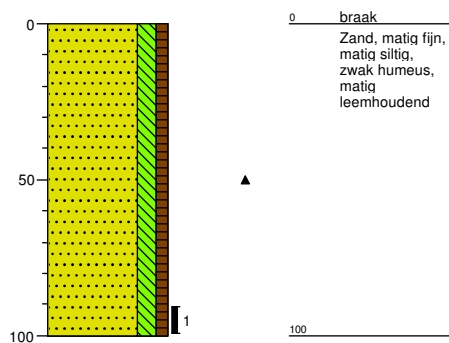 0
50
100
1
0
braak
Zand, matig fijn,
matig siltig,
zwak humeus,
matig
leemhoudend
100